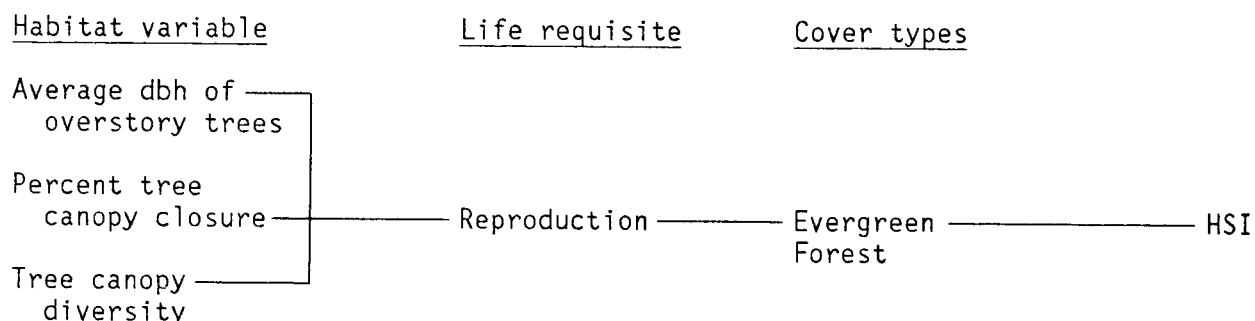 Habitat variable Life requisite Cover types
Average dbh of
overstory trees
Percent tree
canopy closure Reproduction Evergreen HSI
Forest
Tree canopy
diversity